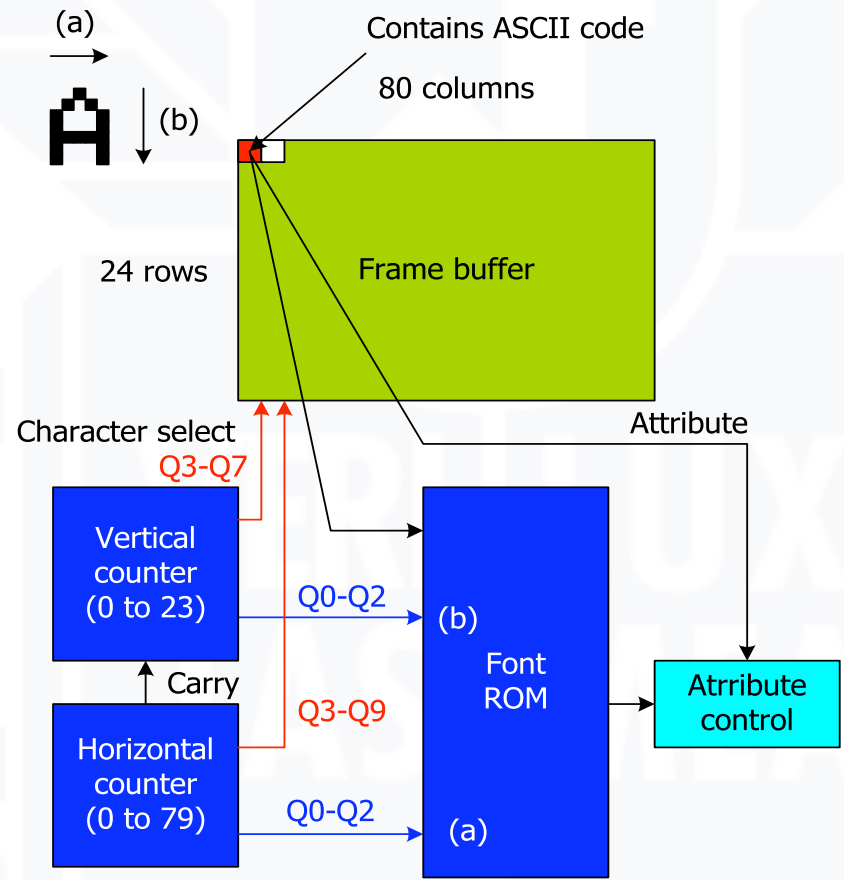 (a)
Contains ASCII code
80 columns
(b)
24 rows
Frame buffer
Character select
Q3-Q7
Attribute
Vertical
counter
(0 to 23)
Q0-Q2
(b)
Font
ROM
Carry
Q3-Q9
Atrribute
control
Horizontal
counter
(0 to 79)
Q0-Q2
(a)